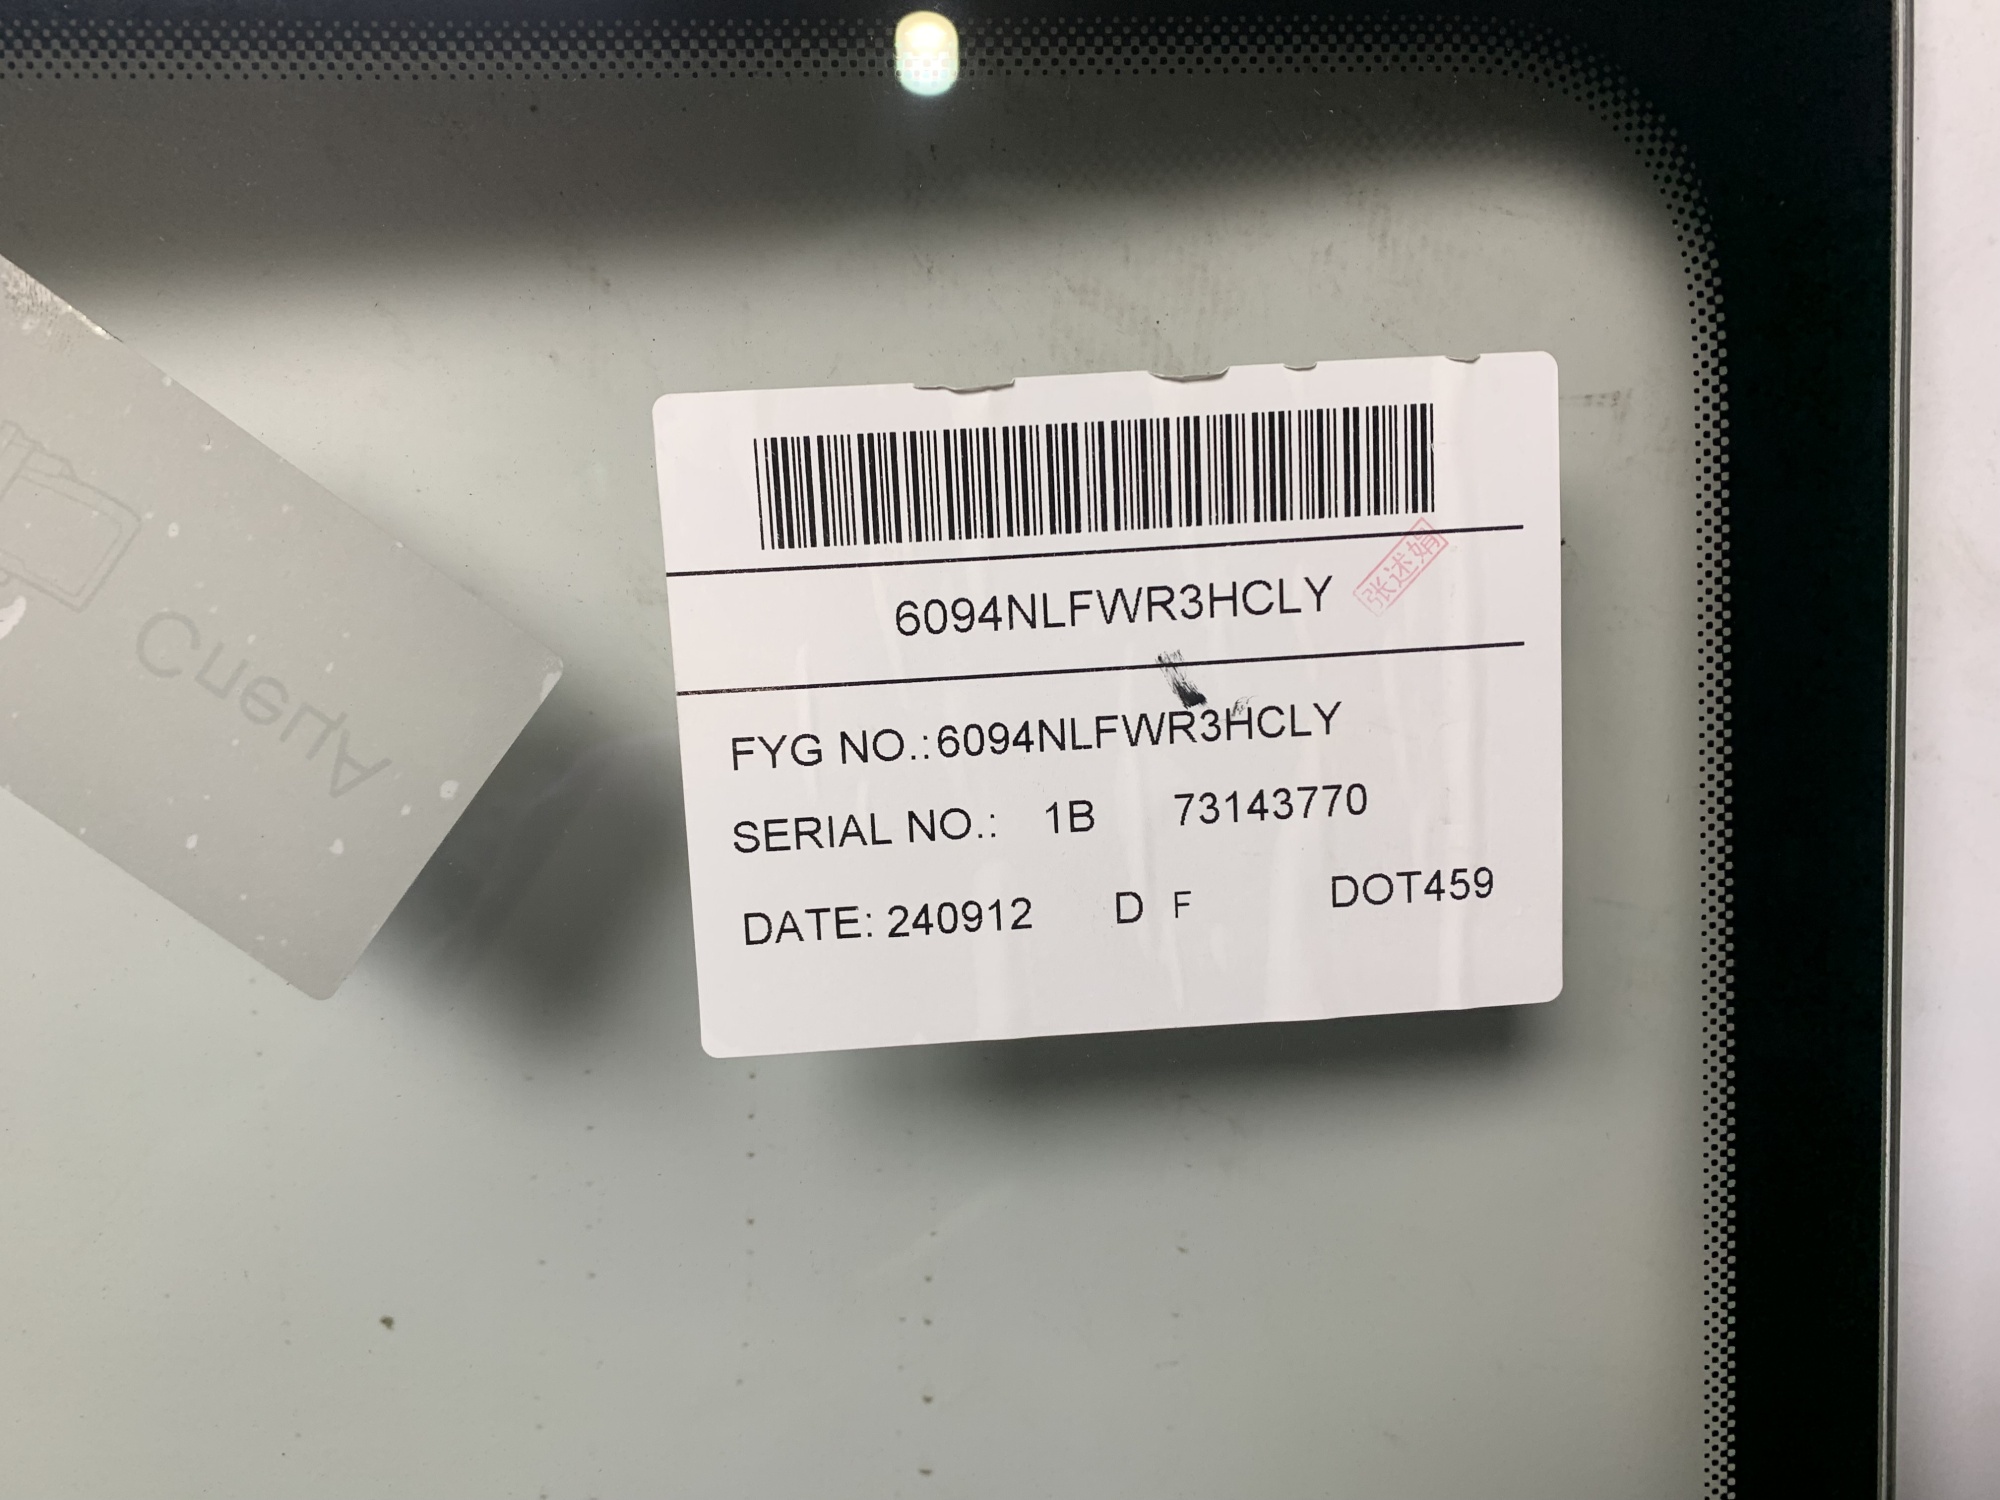 6094NLFWR3HCLY
张述娟
FYG NO.:6094NLFWR3HCLY
SERIAL NO.: 1B 73143770
DATE: 240912 D F DOT459